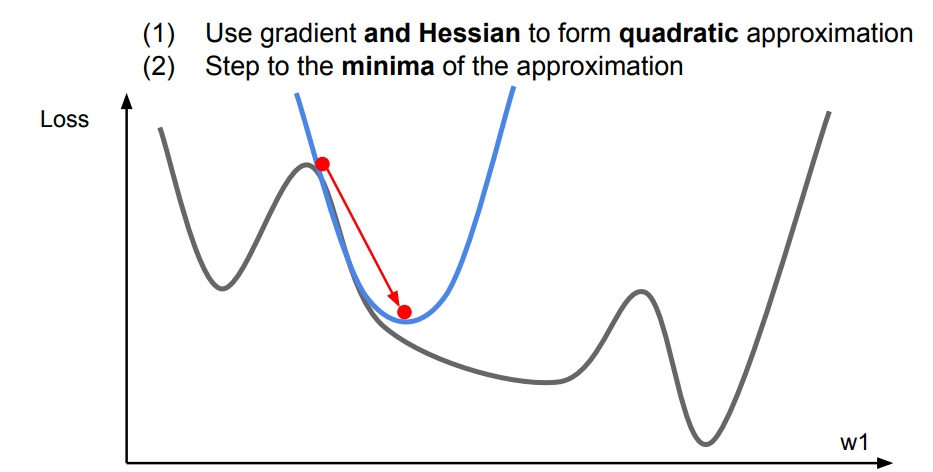 (1) Use gradient and Hessian to form quadratic approximation
(2) Step to the minima of the approximation
Loss
w1